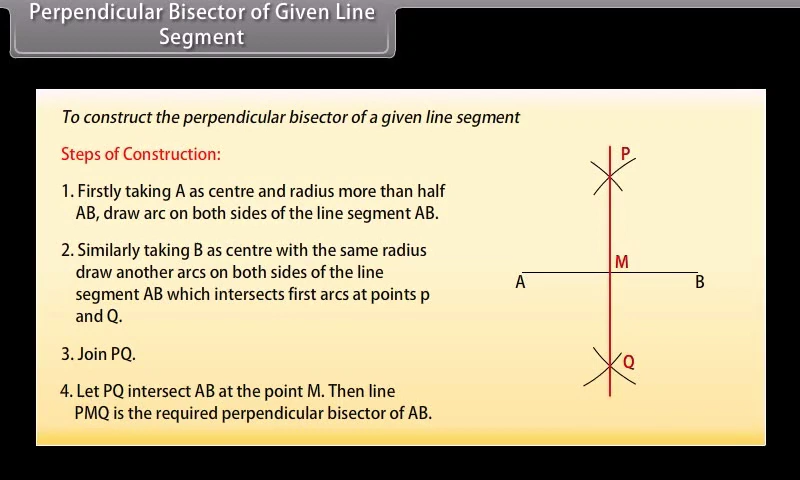 Perpendicular Bisector of Given Line
Segment
To construct the perpendicular bisector of a given line segment
Steps of Construction:
1. Firstly taking A as centre and radius more than half
AB, draw arc on both sides of the line segment AB.
2. Similarly taking B as centre with the same radius
draw another arcs on both sides of the line
segment AB which intersects first arcs at points p
and Q.
3. Join PQ.
4. Let PQ intersect AB at the point M. Then line
PMQ is the required perpendicular bisector of AB.
P
M
A
B
Q